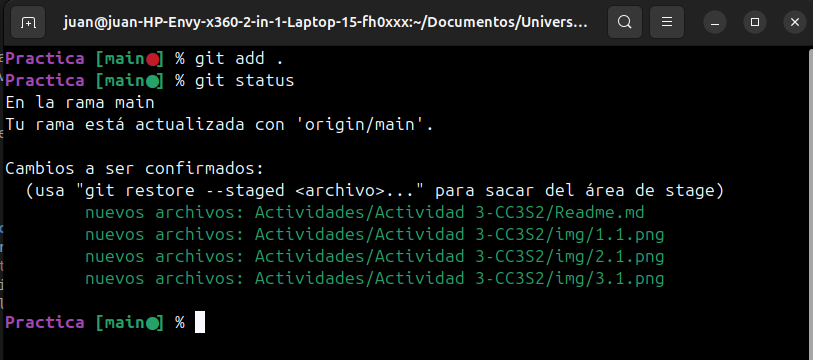 juan@juan-HP-Envy-x360-2-in-1-Laptop-15-fh0xxx:~/Documentos/Univers...
Practica [main●] % git add .
Practica [main●] % git status
En la rama main
Tu rama está actualizada con 'origin/main'.
Cambios a ser confirmados:
(usa "git restore --staged <archivo>..." para sacar del área de stage)
nuevos archivos: Actividades/Actividad 3-CC3S2/Readme.md
nuevos archivos: Actividades/Actividad 3-CC3S2/img/1.1.png
nuevos archivos: Actividades/Actividad 3-CC3S2/img/2.1.png
nuevos archivos: Actividades/Actividad 3-CC3S2/img/3.1.png
Practica [main●] %